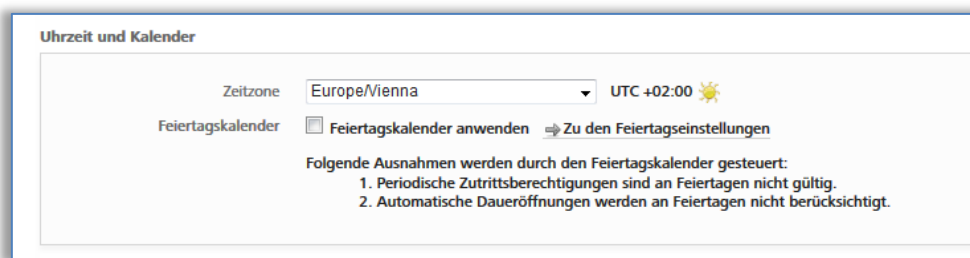 Uhrzeit und Kalender
Zeitzone Europe/Vienna UTC +02:00
Feiertagskalender Feiertagskalender anwenden Zu den Feiertagseinstellungen
Folgende Ausnahmen werden durch den Feiertagskalender gesteuert:
1. Periodische Zutrittsberechtigungen sind an Feiertagen nicht gültig.
2. Automatische Daueröffnungen werden an Feiertagen nicht berücksichtigt.